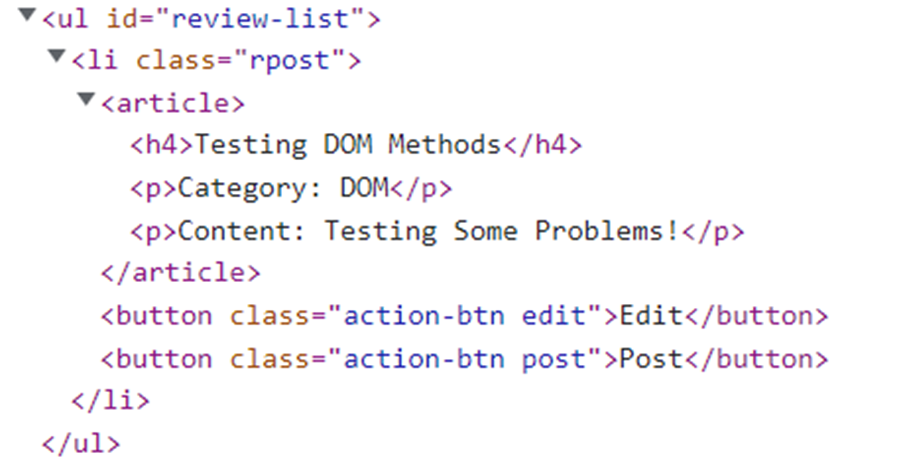 <ul id="review-list">
<li class="rpost">
<article>
<h4>Testing DOM Methods</h4>
<p>Category: DOM</p>
<p>Content: Testing Some Problems!</p>
</article>
<button class="action-btn edit">Edit</button>
<button class="action-btn post">Post</button>
</li>
</ul>